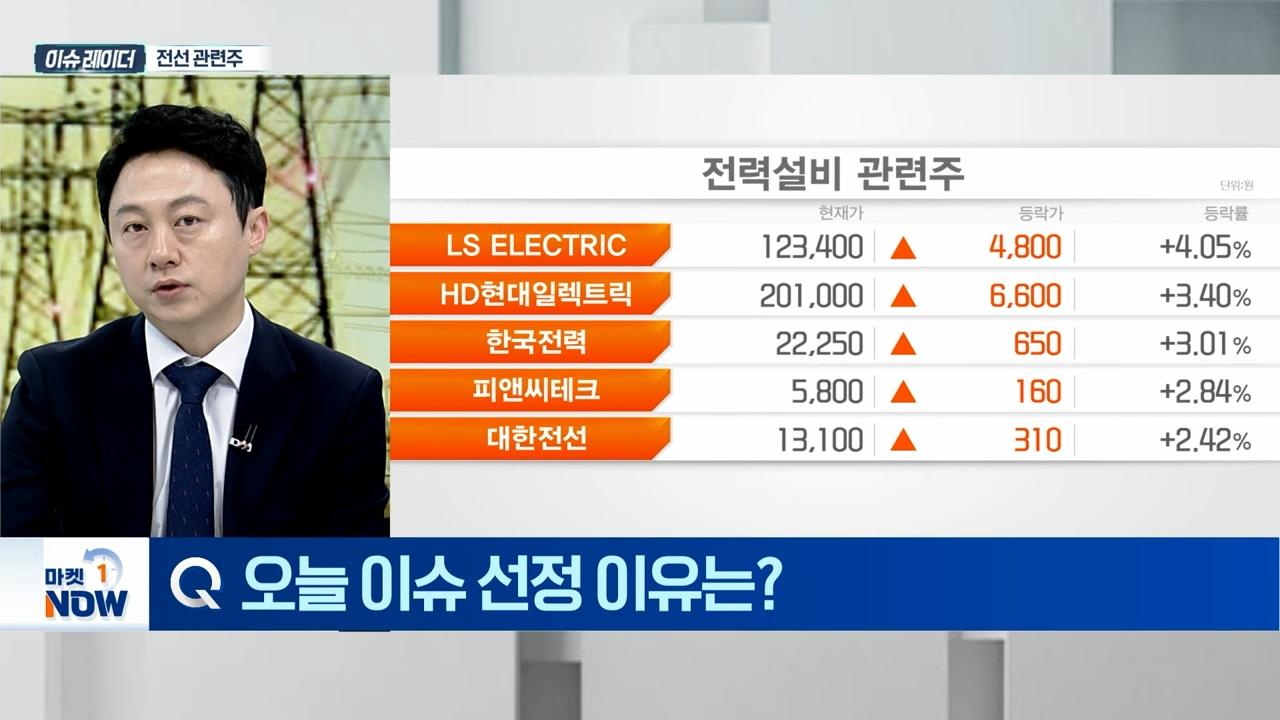 이슈 레이더 전선 관련주
전력설비 관련주
단위:원
현재가 등락가 등락률
LS ELECTRIC 123,400 ▲ 4,800 +4.05%
HD현대일렉트릭 201,000 ▲ 6,600 +3.40%
한국전력 22,250 ▲ 650 +3.01%
피앤씨테크 5,800 ▲ 160 +2.84%
대한전선 13,100 ▲ 310 +2.42%
마켓 1
NOW
Q 오늘 이슈 선정 이유는?